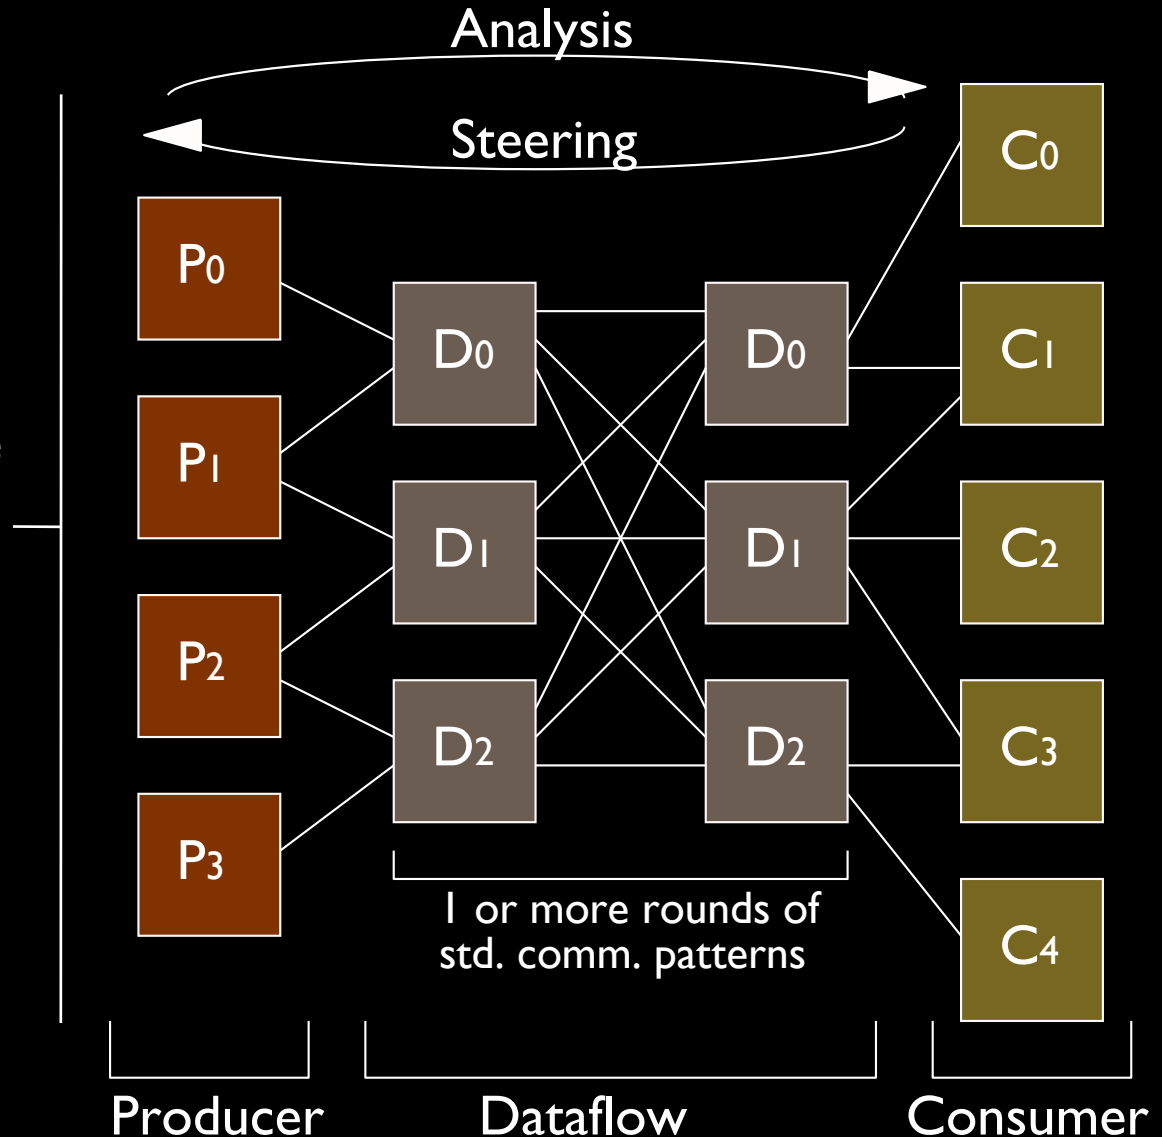 Analysis
Steering
P0
P1
P2
P3
D0
D1
D2
D0
D1
D2
C0
C1
C2
C3
C4
1 or more rounds of
std. comm. patterns
Producer
Dataflow
Consumer